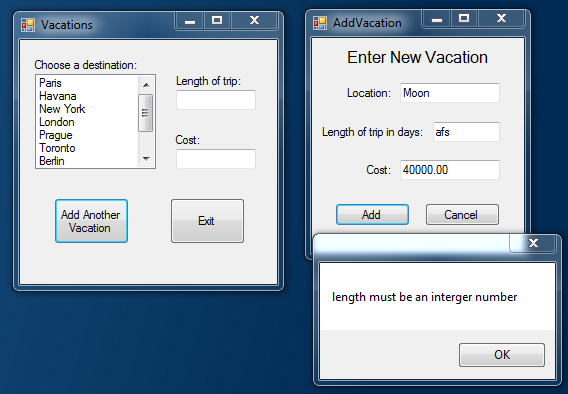 Vacations
Choose a destination:
Paris
Havana
New York
London
Prague
Toronto
Berlin
Length of trip:
Cost:
Add Another
Vacation
Exit
AddVacation
Enter New Vacation
Location: Moon
Length of trip in days: afs
Cost: 40000.00
Add
Cancel
length must be an interger number
OK